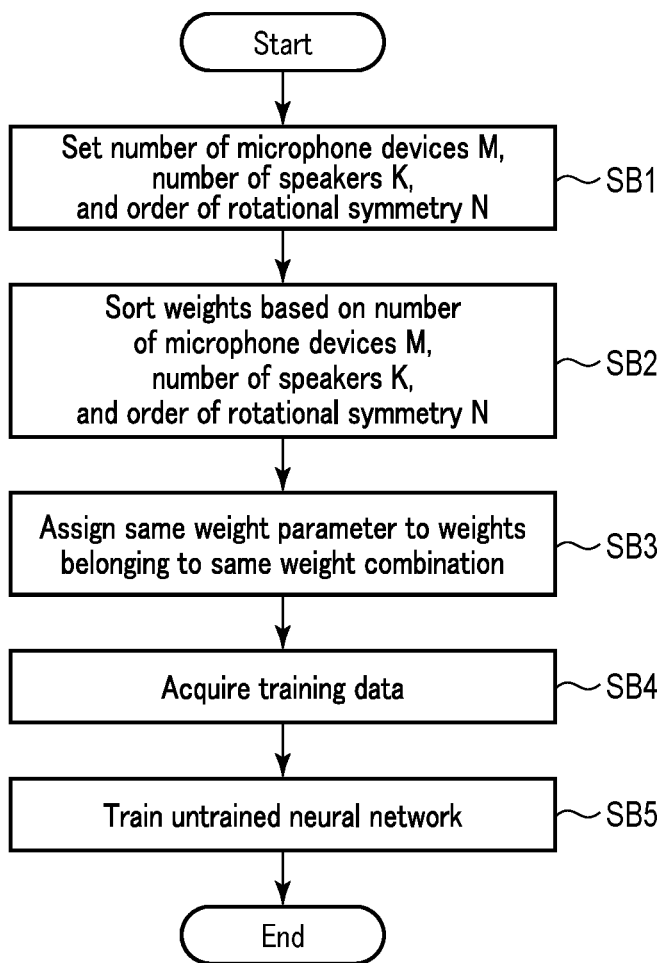 Start
Set number of microphone devices M,
number of speakers K,
and order of rotational symmetry N
SB1
Sort weights based on number
of microphone devices M,
number of speakers K,
and order of rotational symmetry N
SB2
Assign same weight parameter to weights
belonging to same weight combination
SB3
Acquire training data
SB4
Train untrained neural network
SB5
End